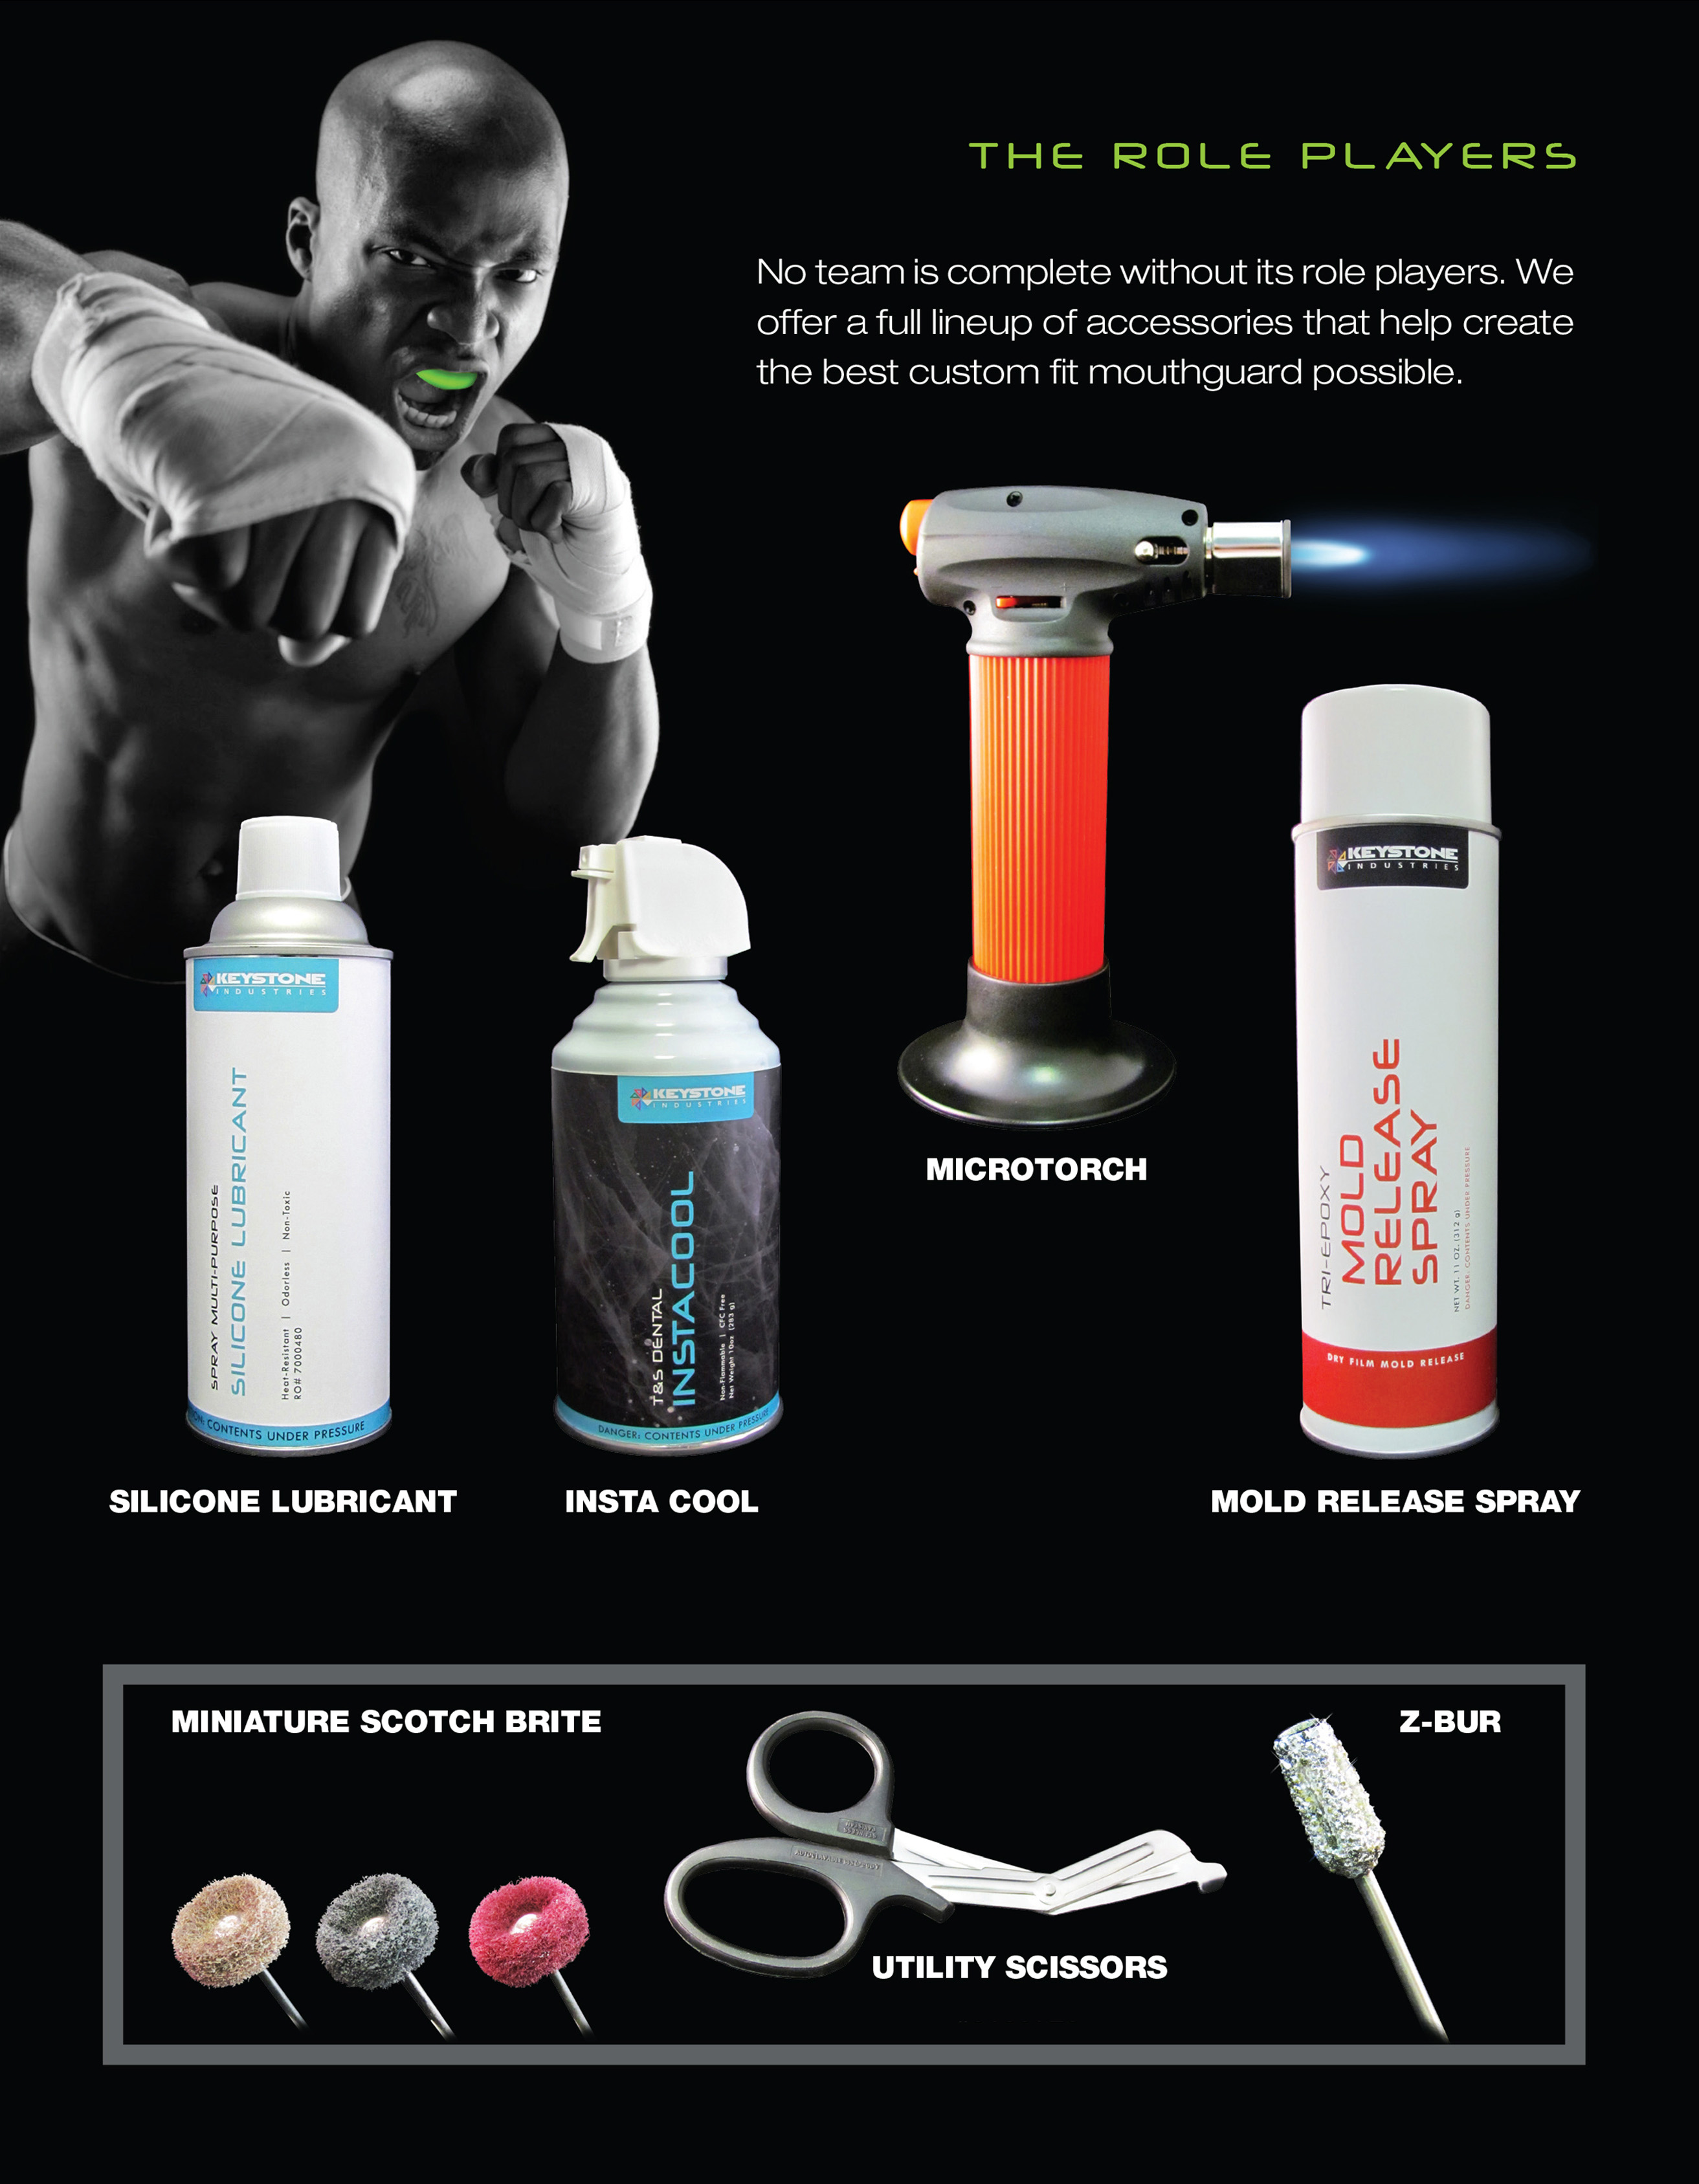 THE ROLE PLAYERS
No team is complete without its role players. We
offer a full lineup of accessories that help create
the best custom fit mouthguard possible.
KEYSTONE
INDUSTRIES
SPRAY MULTI-PURPOSE
SILICONE LUBRICANT
Heat-Resistant | Odorless | Non-Toxic
RO# 7000480
CONTENTS UNDER PRESSURE
SILICONE LUBRICANT
KEYSTONE
INDUSTRIES
T&S DENTAL
INSTACOOL
Non-Flammable | CFC Free
Net Weight 10oz (283 g)
DANGER: CONTENTS UNDER PRESSURE
INSTA COOL
MICROTORCH
KEYSTONE
INDUSTRIES
TRI-EPOXY
MOLD
RELEASE
SPRAY
NET WT. 11 OZ. (312 g)
DANGER: CONTENTS UNDER PRESSURE
DRY FILM MOLD RELEASE
MOLD RELEASE SPRAY
MINIATURE SCOTCH BRITE
UTILITY SCISSORS
Z-BUR